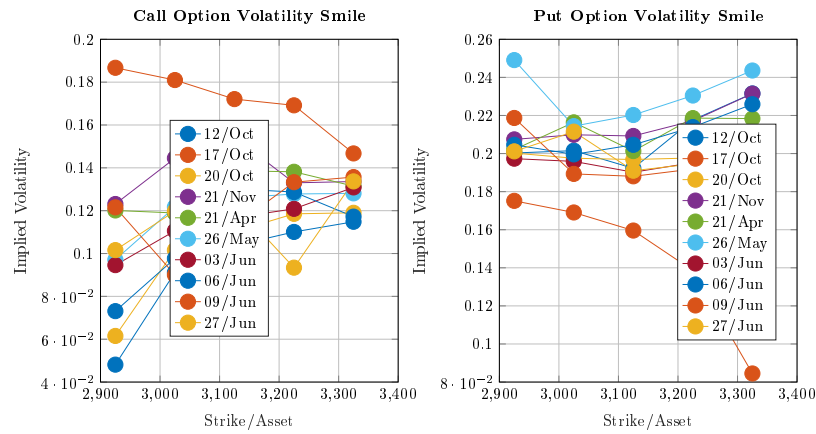 Call Option Volatility Smile
0.2
0.18
0.16
0.14
0.12
0.1
8 · 10⁻²
6 · 10⁻²
4 · 10⁻²
2,900
3,000
3,100
3,200
3,300
3,400
Strike/Asset
Implied Volatility
12/Oct
17/Oct
20/Oct
21/Nov
21/Apr
26/May
03/Jun
06/Jun
09/Jun
27/Jun
Put Option Volatility Smile
0.26
0.24
0.22
0.2
0.18
0.16
0.14
0.12
0.1
8 · 10⁻²
2,900
3,000
3,100
3,200
3,300
3,400
Strike/Asset
Implied Volatility
12/Oct
17/Oct
20/Oct
21/Nov
21/Apr
26/May
03/Jun
06/Jun
09/Jun
27/Jun